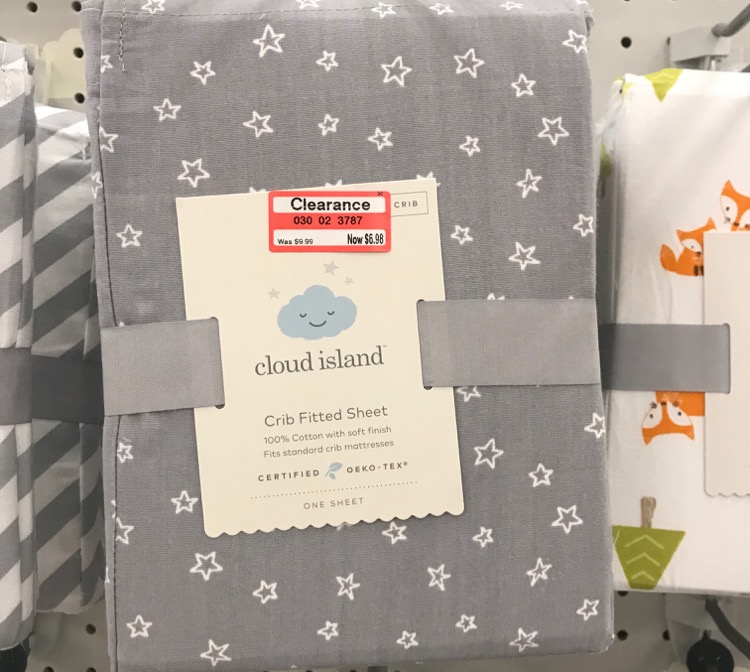 Clearance
CRIB
030 02 3787
Was $9.99 Now $6.98
cloud island™
Crib Fitted Sheet
100% Cotton with soft finish
Fits standard crib mattresses
CERTIFIED OEKO-TEX®
ONE SHEET